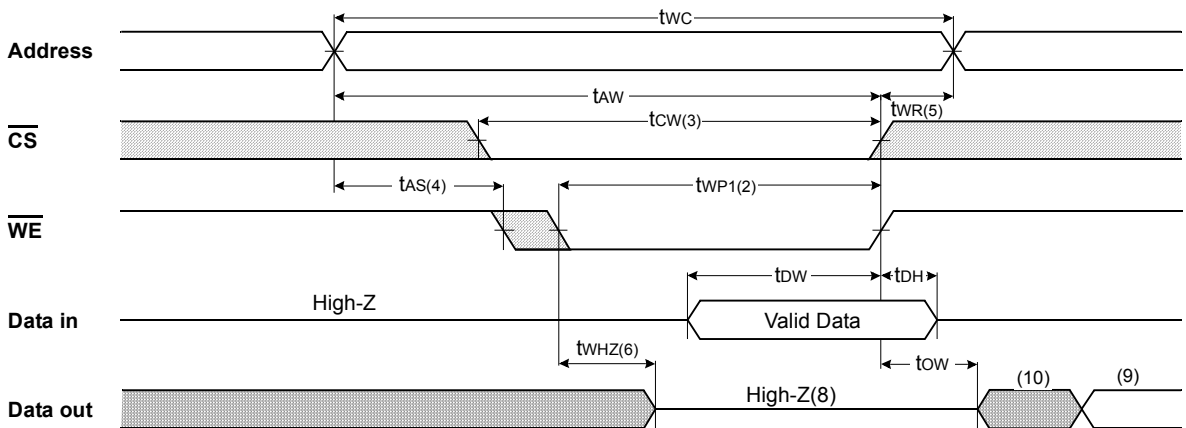 tWC
Address
tAW
tWR(5)
tCW(3)
CS
tAS(4)
tWP1(2)
WE
tDW
tDH
High-Z
Data in
Valid Data
tWHZ(6)
tOW
(10)
(9)
High-Z(8)
Data out